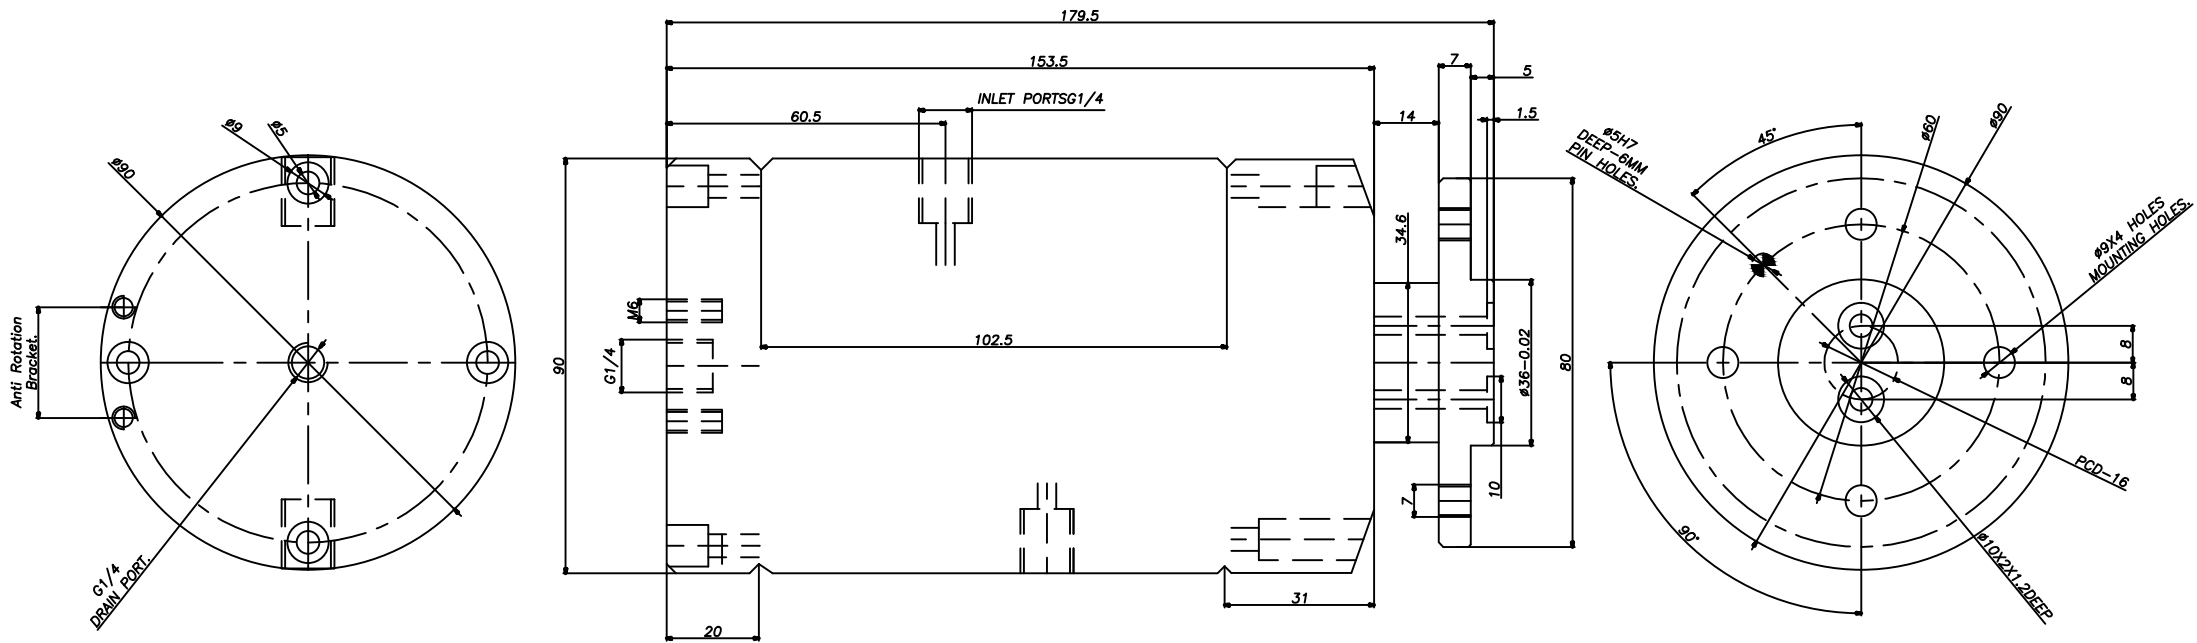 179.5
153.5
7
5
INLET PORTSG1/4
60.5
14
1.5
ø9
ø5
ø90
Anti Rotation
Bracket.
G1/4
DRAIN PORT.
90
M6
G1/4
102.5
34.6
ø36-0.02
80
10
7
31
20
ø5H7
DEEP-6MM
PIN HOLES.
45°
ø60
ø90
ø9X4 HOLES
MOUNTING HOLES.
8
8
PCD-16
90°
ø10X2X1.2DEEP